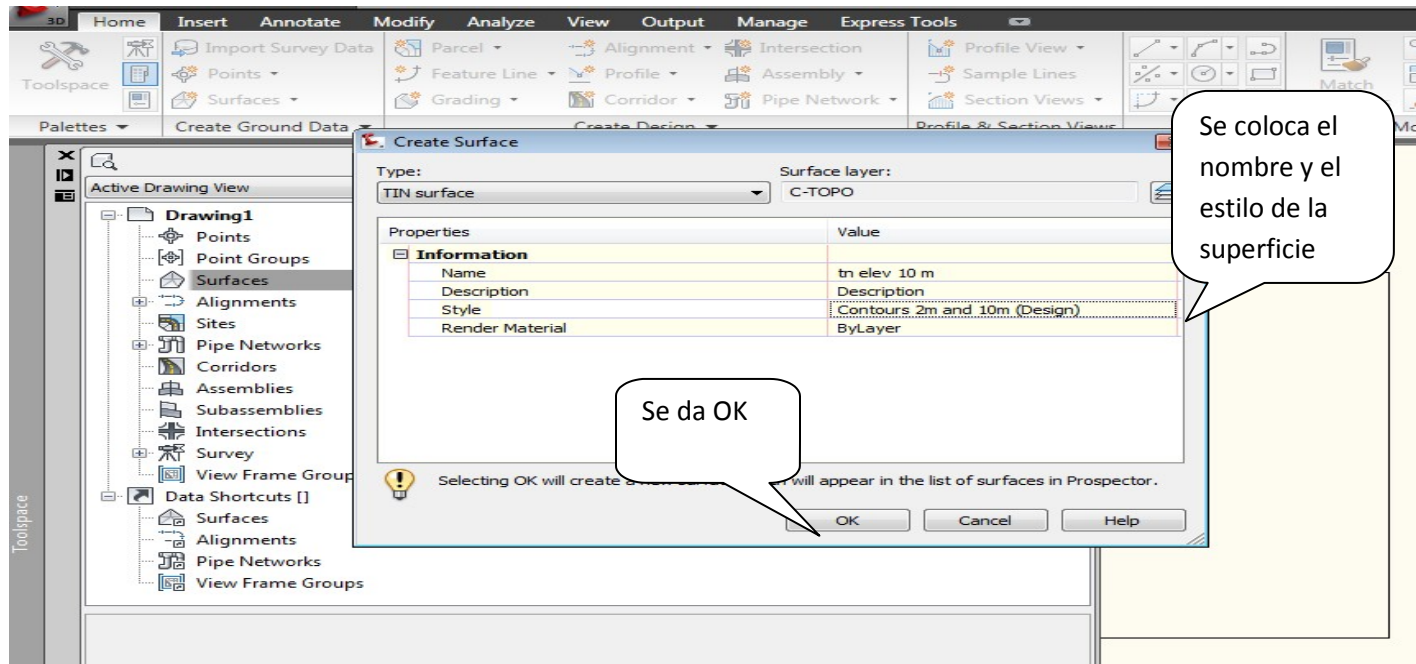 3D Home Insert Annotate Modify Analyze View Output Manage Express Tools
Import Survey Data Parcel Alignment Intersection Profile View
Points Feature Line Profile Assembly Sample Lines
Toolspace Surfaces Grading Corridor Pipe Network Section Views Match
Palettes Create Ground Data Create Design Profile & Section Views
Create Surface
Type: Surface layer:
TIN surface C-TOPO
Properties Value
Information
Name tn elev 10 m
Description Description
Style Contours 2m and 10m (Design)
Render Material ByLayer
Selecting OK will create a new will appear in the list of surfaces in Prospector.
OK Cancel Help
Se coloca el
nombre y el
estilo de la
superficie
Se da OK
Active Drawing View
Drawing1
Points
Point Groups
Surfaces
Alignments
Sites
Pipe Networks
Corridors
Assemblies
Subassemblies
Intersections
Survey
View Frame Group
Data Shortcuts []
Surfaces
Alignments
Pipe Networks
View Frame Groups
Toolspace